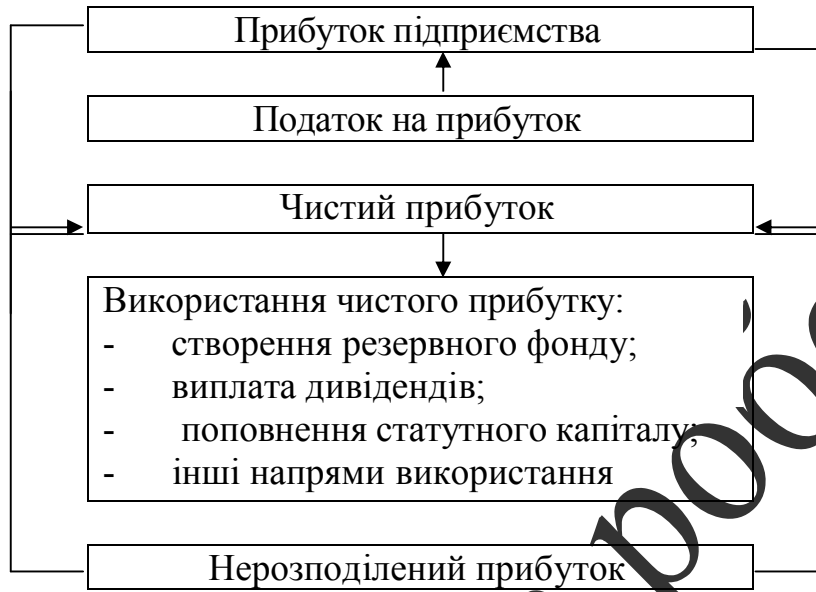 Прибуток підприємства
Податок на прибуток
Чистий прибуток
Використання чистого прибутку:
- створення резервного фонду;
- виплата дивідендів;
- поповнення статутного капіталу;
- інші напрями використання
Нерозподілений прибуток